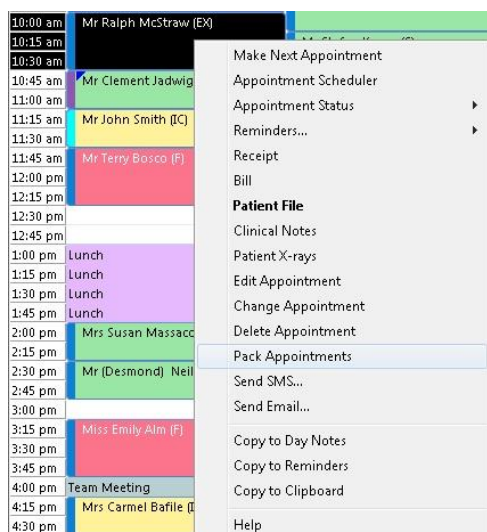 10:00 am Mr Ralph McStraw (EX)
10:15 am
10:30 am
10:45 am Mr Clement Jadwig
11:00 am
11:15 am Mr John Smith (IC)
11:30 am
11:45 am Mr Terry Bosco (F)
12:00 pm
12:15 pm
12:30 pm
12:45 pm
1:00 pm Lunch
1:15 pm Lunch
1:30 pm Lunch
1:45 pm Lunch
2:00 pm Mrs Susan Massaco
2:15 pm
2:30 pm Mr (Desmond) Neil
2:45 pm
3:00 pm
3:15 pm Miss Emily Alm (F)
3:30 pm
3:45 pm
4:00 pm Team Meeting
4:15 pm Mrs Carmel Bafile (I
4:30 pm
Make Next Appointment
Appointment Scheduler
Appointment Status
Reminders...
Receipt
Bill
Patient File
Clinical Notes
Patient X-rays
Edit Appointment
Change Appointment
Delete Appointment
Pack Appointments
Send SMS...
Send Email...
Copy to Day Notes
Copy to Reminders
Copy to Clipboard
Help